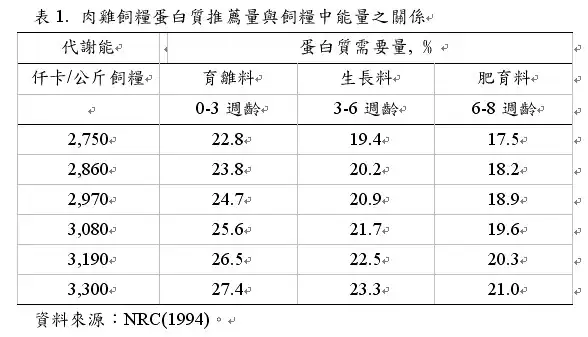 表 1. 肉雞飼糧蛋白質推薦量與飼糧中能量之關係
代謝能 蛋白質需要量, %
仟卡/公斤飼糧 育雛料 生長料 肥育料
0-3 週齡 3-6 週齡 6-8 週齡
2,750 22.8 19.4 17.5
2,860 23.8 20.2 18.2
2,970 24.7 20.9 18.9
3,080 25.6 21.7 19.6
3,190 26.5 22.5 20.3
3,300 27.4 23.3 21.0
資料來源：NRC(1994)。